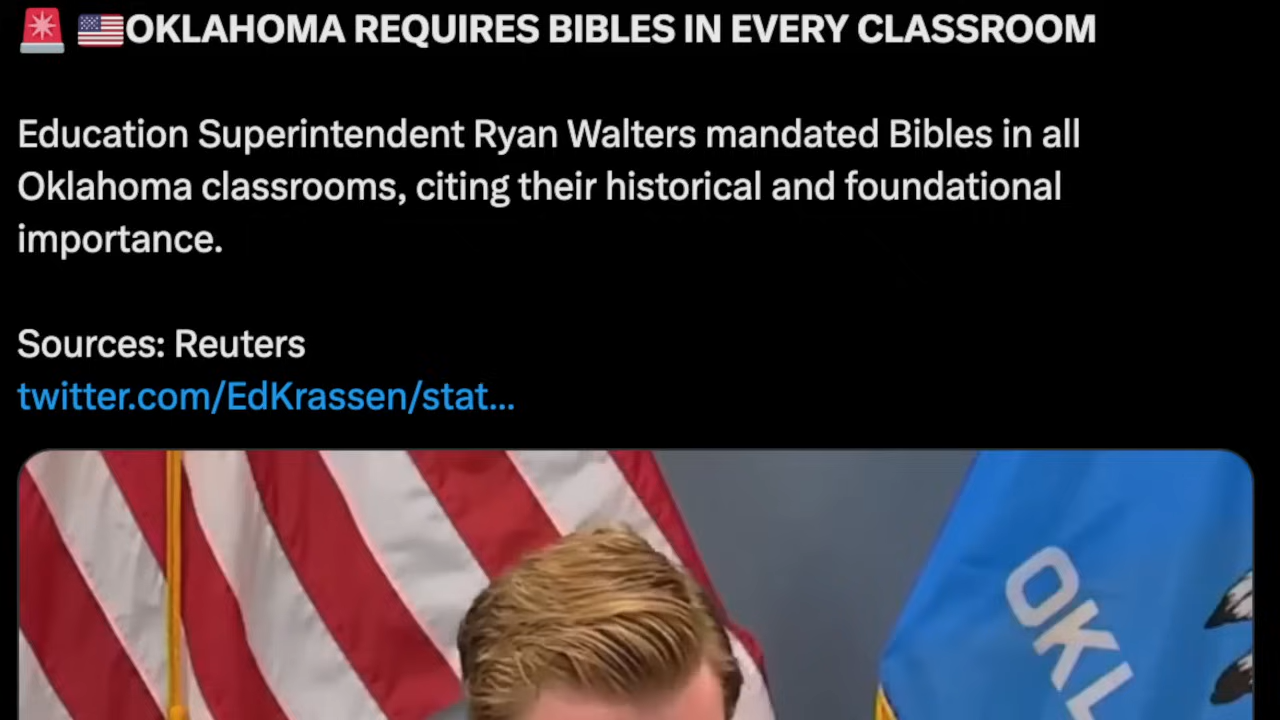 🚨 🇺🇸OKLAHOMA REQUIRES BIBLES IN EVERY CLASSROOM
Education Superintendent Ryan Walters mandated Bibles in all
Oklahoma classrooms, citing their historical and foundational
importance.
Sources: Reuters
twitter.com/EdKrassen/stat...
OKL